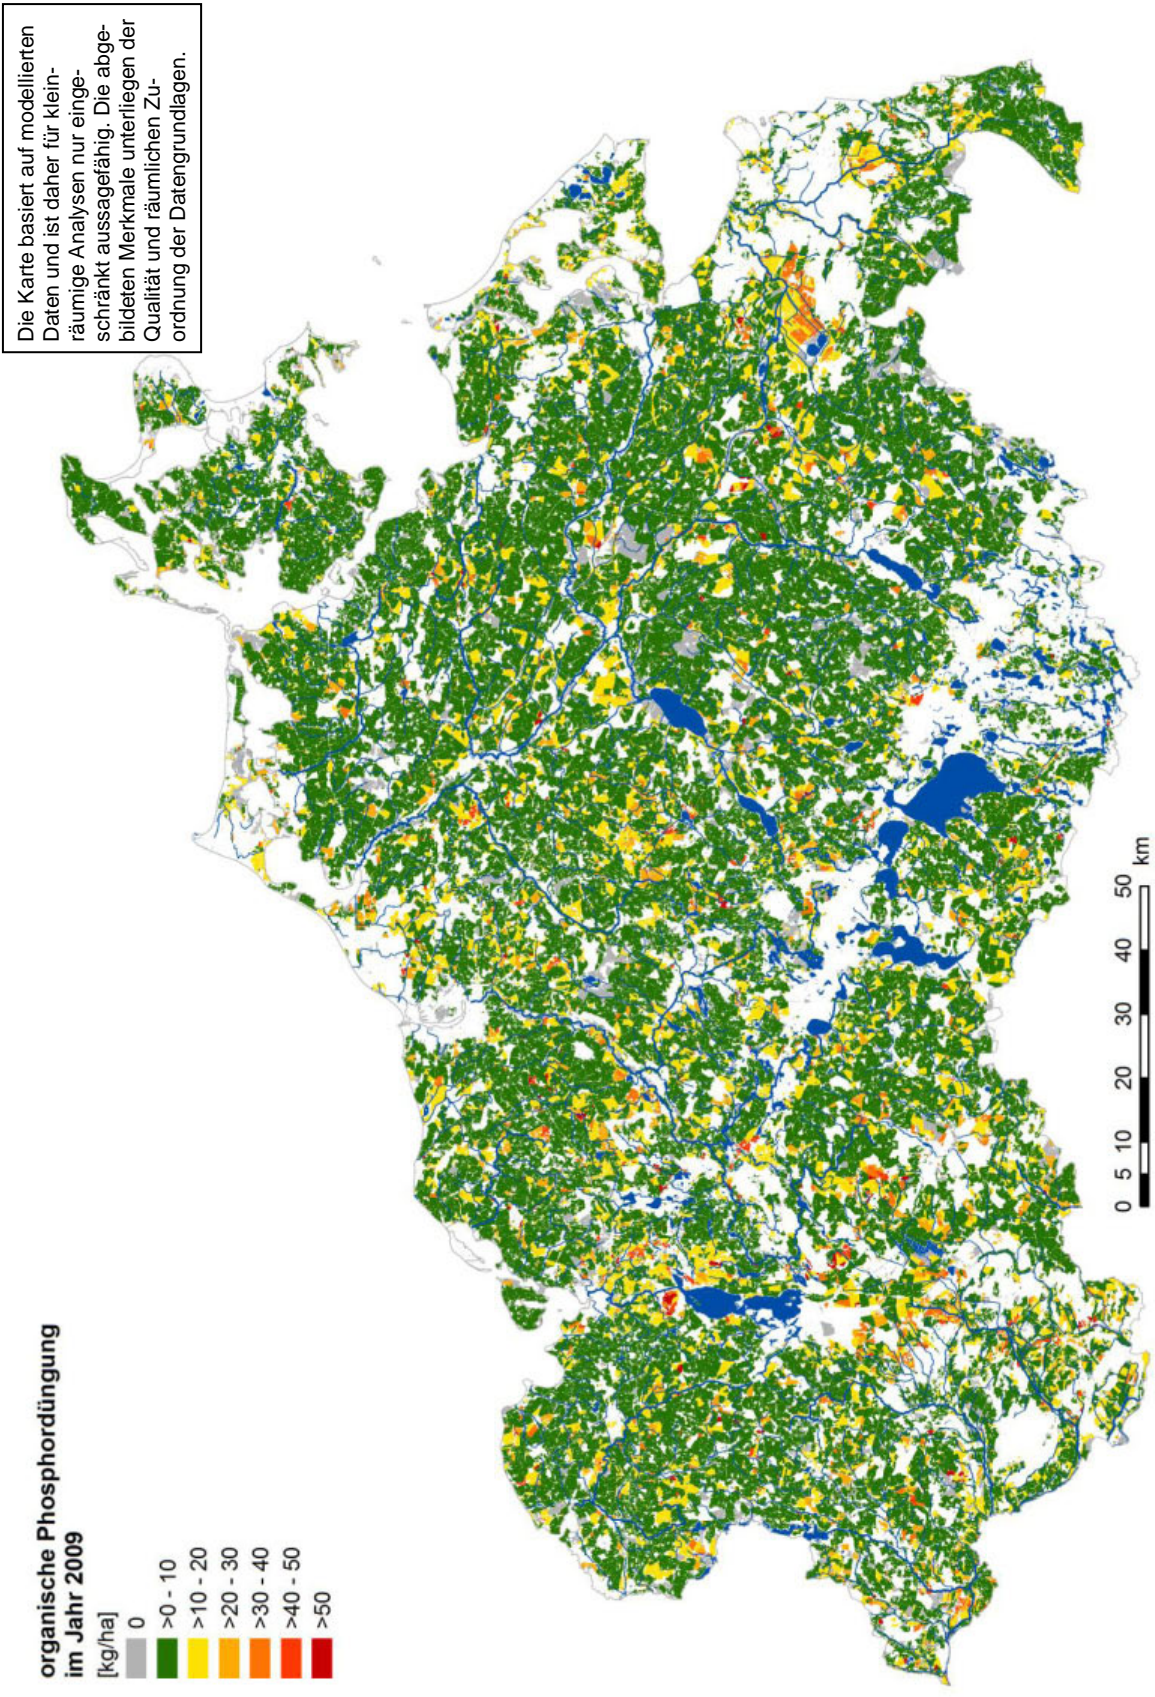 organische Phosphordüngung
im Jahr 2009
[kg/ha]
0
>0 - 10
>10 - 20
>20 - 30
>30 - 40
>40 - 50
>50
Die Karte basiert auf modellierten
Daten und ist daher für klein-
räumige Analysen nur einge-
schränkt aussagefähig. Die abge-
bildeten Merkmale unterliegen der
Qualität und räumlichen Zu-
ordnung der Datengrundlagen.
0 5 10 20 30 40 50
km